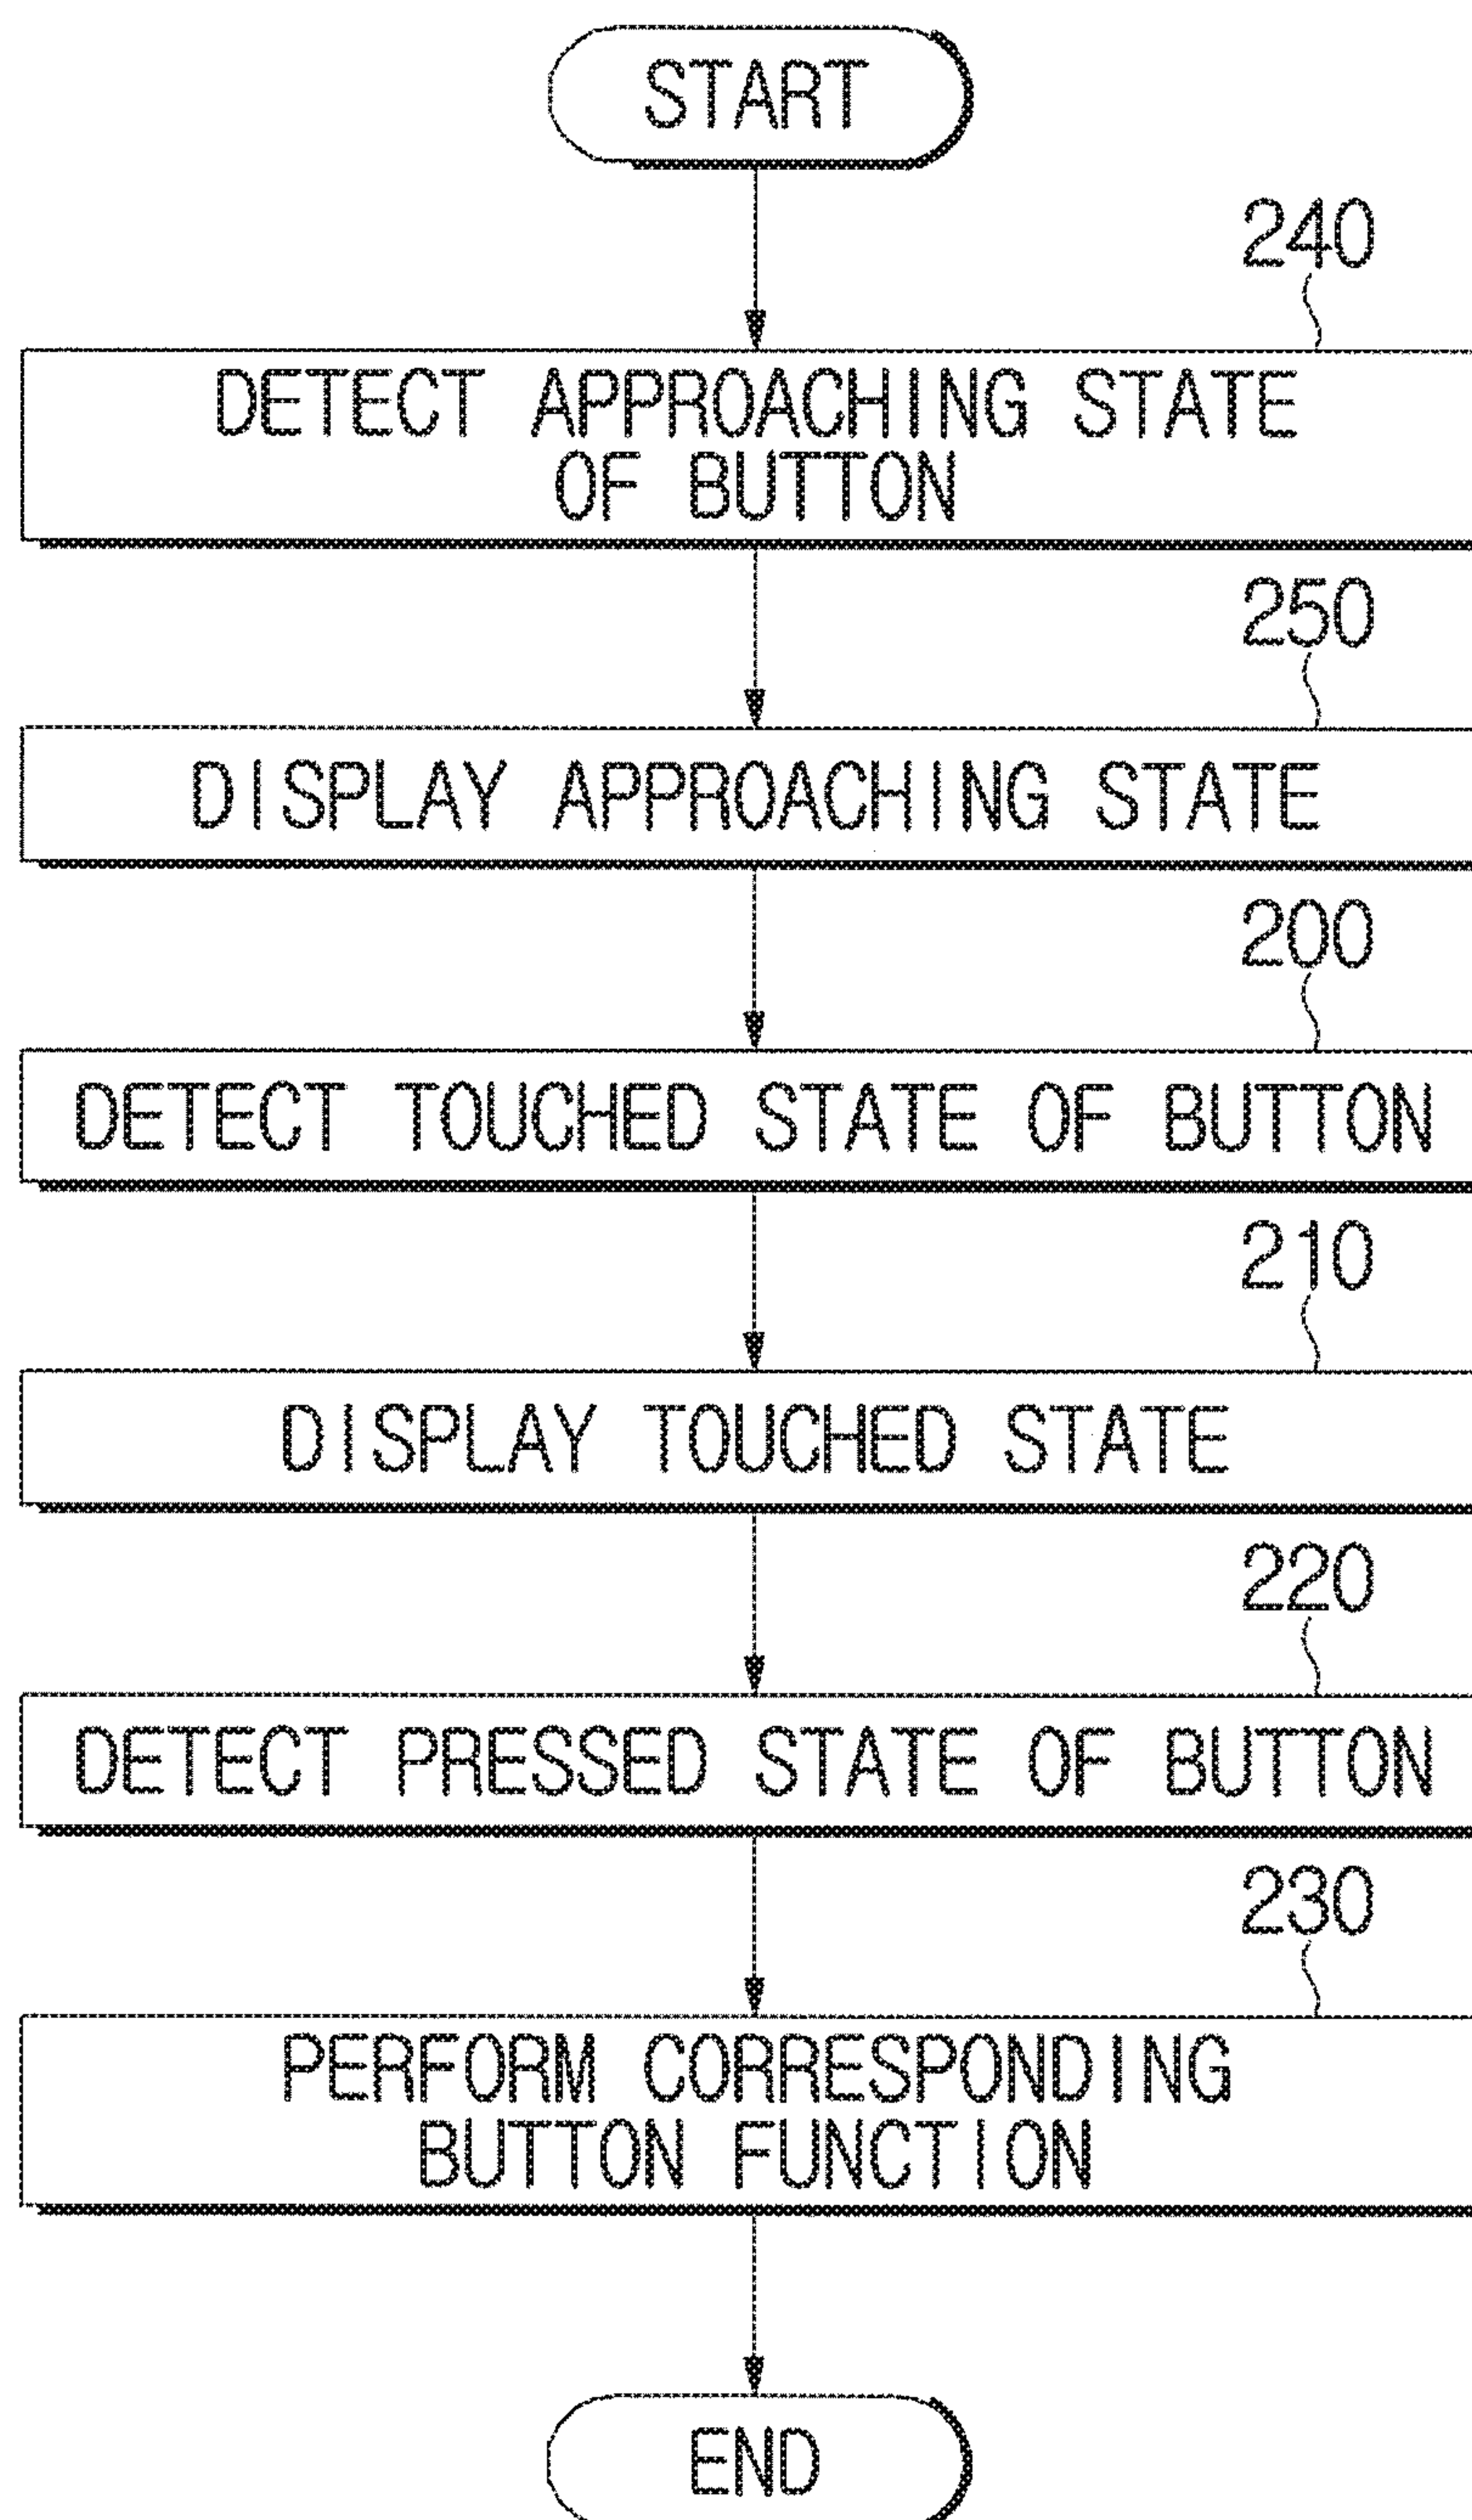 START
240
DETECT APPROACHING STATE
OF BUTTON
250
DISPLAY APPROACHING STATE
200
DETECT TOUCHED STATE OF BUTTON
210
DISPLAY TOUCHED STATE
220
DETECT PRESSED STATE OF BUTTON
230
PERFORM CORRESPONDING
BUTTON FUNCTION
END